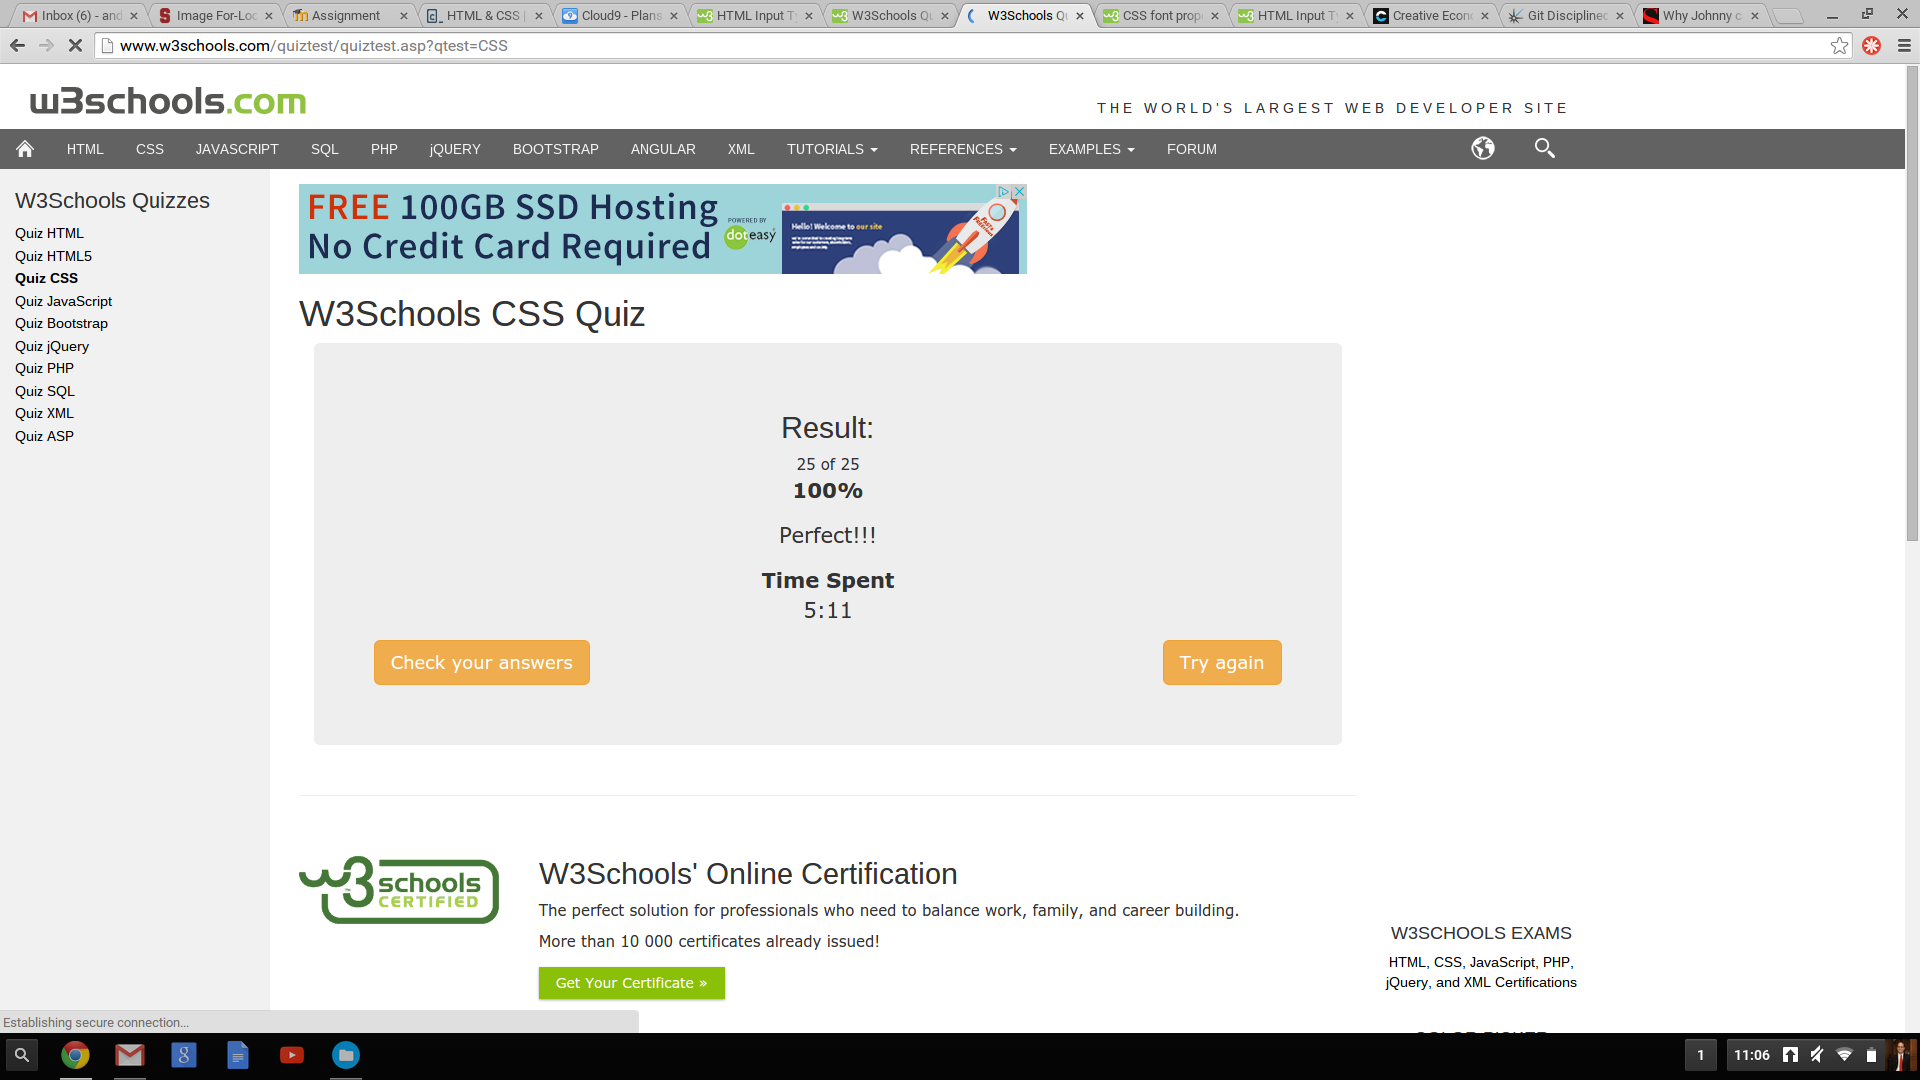 Inbox (6) - and
Image For-Loo
Assignment
HTML & CSS |
Cloud9 - Plans
HTML Input Ty
W3Schools Qu
W3Schools Qu
CSS font prop
HTML Input Ty
Creative Econ
Git Disciplined
Why Johnny c
www.w3schools.com/quiztest/quiztest.asp?qtest=CSS
w3schools.com
THE WORLD'S LARGEST WEB DEVELOPER SITE
HTML CSS JAVASCRIPT SQL PHP jQUERY BOOTSTRAP ANGULAR XML TUTORIALS REFERENCES EXAMPLES FORUM
W3Schools Quizzes
Quiz HTML
Quiz HTML5
Quiz CSS
Quiz JavaScript
Quiz Bootstrap
Quiz jQuery
Quiz PHP
Quiz SQL
Quiz XML
Quiz ASP
FREE 100GB SSD Hosting
No Credit Card Required
POWERED BY
doteasy
Hello! Welcome to our site
W3Schools CSS Quiz
Result:
25 of 25
100%
Perfect!!!
Time Spent
5:11
Check your answers
Try again
w3schools
CERTIFIED
W3Schools' Online Certification
The perfect solution for professionals who need to balance work, family, and career building.
More than 10 000 certificates already issued!
Get Your Certificate »
W3SCHOOLS EXAMS
HTML, CSS, JavaScript, PHP,
jQuery, and XML Certifications
Establishing secure connection...
1
11:06